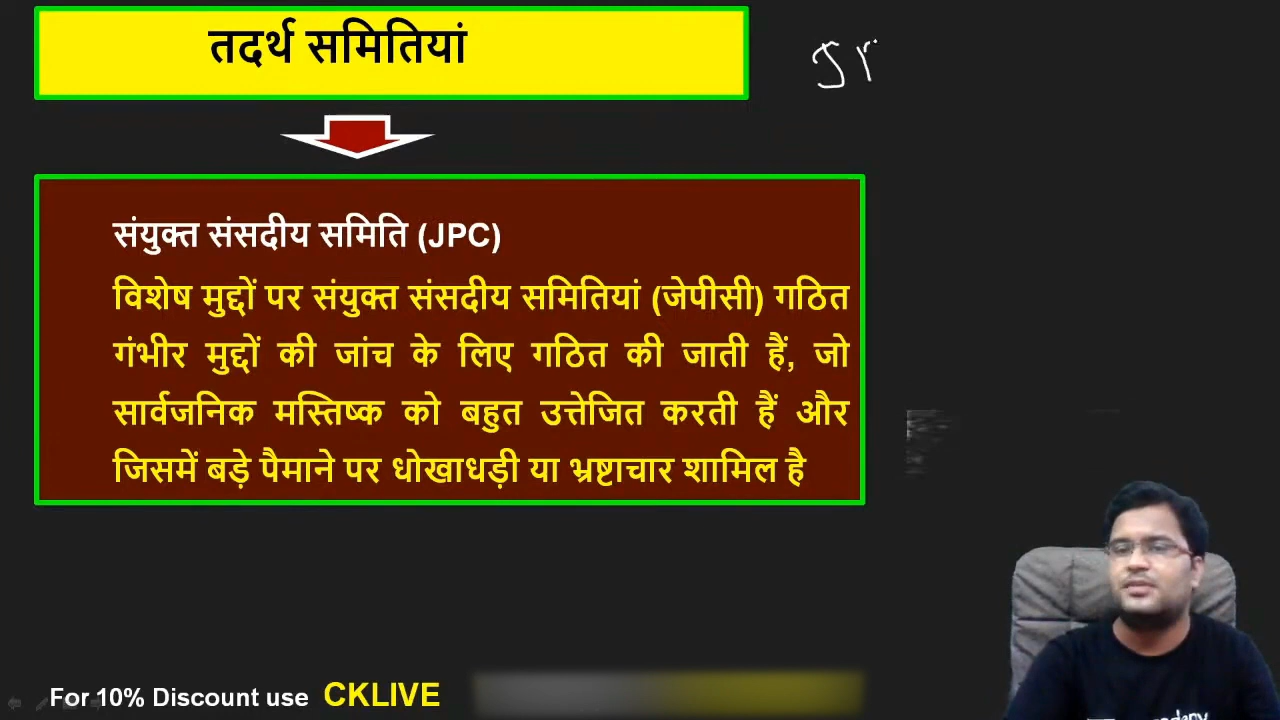 तदर्थ समितियां
संयुक्त संसदीय समिति (JPC)
विशेष मुद्दों पर संयुक्त संसदीय समितियां (जेपीसी) गठित
गंभीर मुद्दों की जांच के लिए गठित की जाती हैं, जो
सार्वजनिक मस्तिष्क को बहुत उत्तेजित करती हैं और
जिसमें बड़े पैमाने पर धोखाधड़ी या भ्रष्टाचार शामिल है
For 10% Discount use CKLIVE